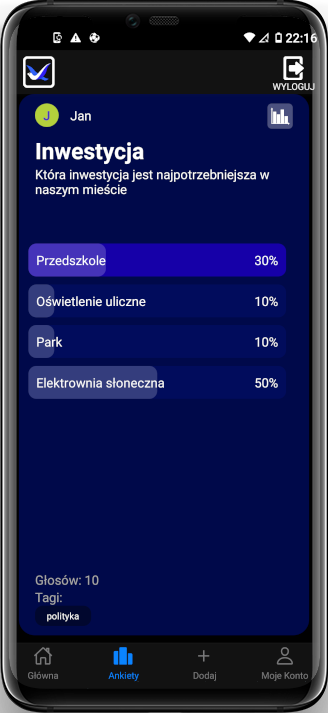 22:16
WYLOGUJ
J Jan
Inwestycja
Która inwestycja jest najpotrzebniejsza w
naszym mieście
Przedszkole 30%
Oświetlenie uliczne 10%
Park 10%
Elektrownia słoneczna 50%
Głosów: 10
Tagi:
polityka
Główna Ankiety Dodaj Moje Konto